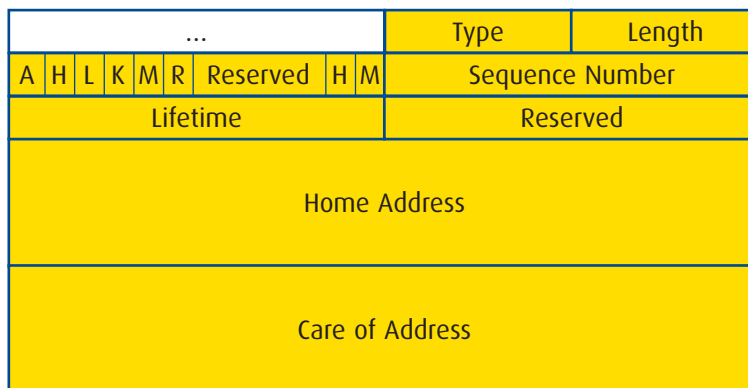 ... Type Length
A H L K M R Reserved H M Sequence Number
Lifetime Reserved
Home Address
Care of Address